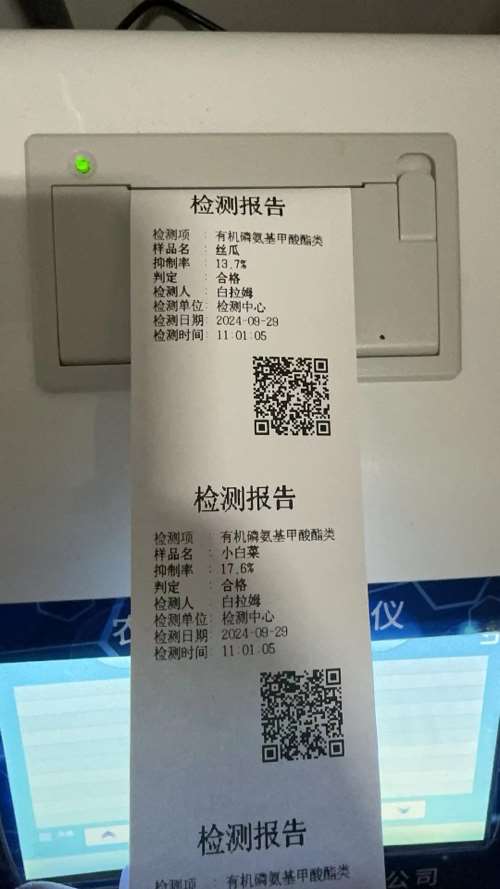 检测报告
检测项 : 有机磷氨基甲酸酯类
样品名 : 丝瓜
抑制率 : 13.7%
判定 : 合格
检测人 : 白拉姆
检测单位: 检测中心
检测日期: 2024-09-29
检测时间: 11:01:05
检测报告
检测项 : 有机磷氨基甲酸酯类
样品名 : 小白菜
抑制率 : 17.6%
判定 : 合格
检测人 : 白拉姆
检测单位: 检测中心
检测日期: 2024-09-29
检测时间: 11:01:05
农 仪
检测报告
检测项 : 有机磷氨基甲酸酯类
公司